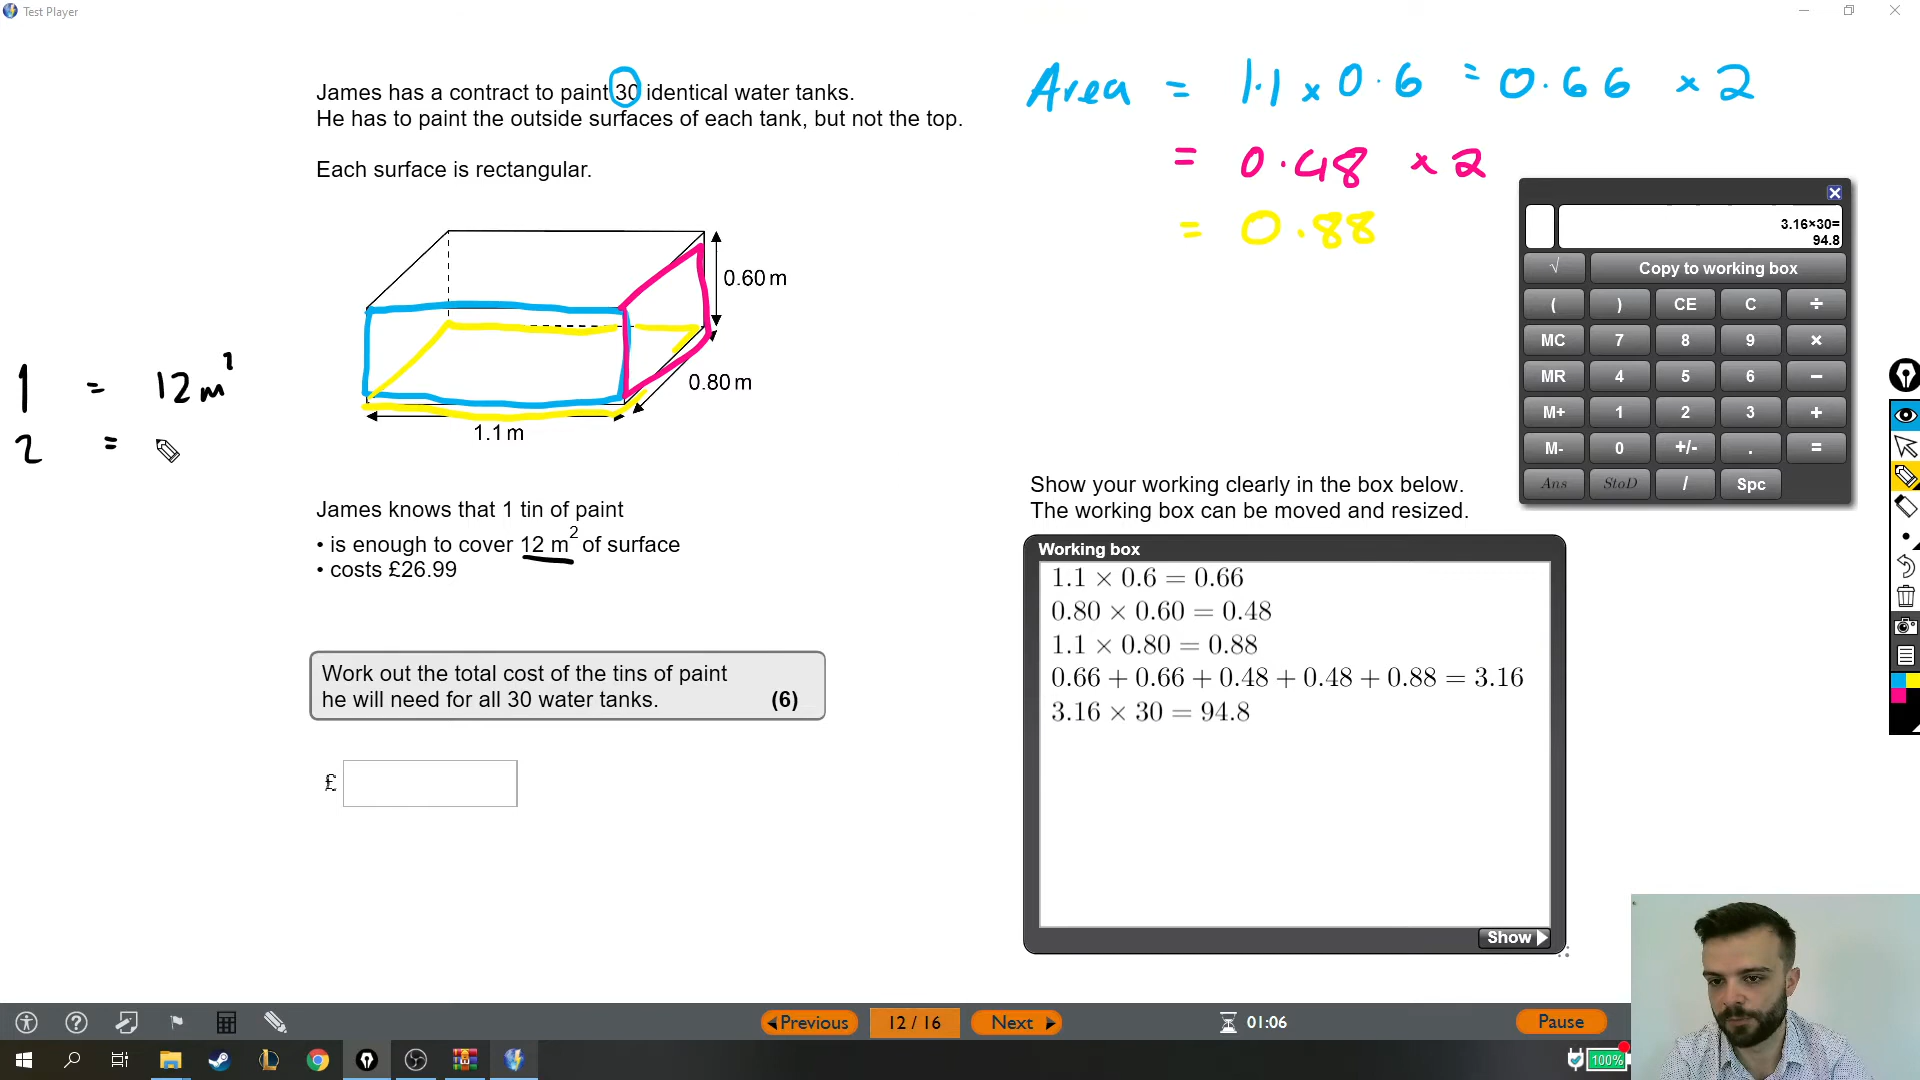 Test Player
James has a contract to paint 30 identical water tanks.
He has to paint the outside surfaces of each tank, but not the top.
Each surface is rectangular.
0.60 m
0.80 m
1.1 m
1 = 12 m¹
2 =
James knows that 1 tin of paint
• is enough to cover 12 m² of surface
• costs £26.99
Work out the total cost of the tins of paint
he will need for all 30 water tanks. (6)
£
Area = 1.1 × 0.6 = 0.66 × 2
= 0.48 × 2
= 0.88
3.16×30=
94.8
√ Copy to working box
( ) CE C ÷
MC 7 8 9 ×
MR 4 5 6 −
M+ 1 2 3 +
M- 0 +/- . =
Ans StoD / Spc
Show your working clearly in the box below.
The working box can be moved and resized.
Working box
1.1 × 0.6 = 0.66
0.80 × 0.60 = 0.48
1.1 × 0.80 = 0.88
0.66 + 0.66 + 0.48 + 0.48 + 0.88 = 3.16
3.16 × 30 = 94.8
Show
Previous 12 / 16 Next 01:06 Pause
100%